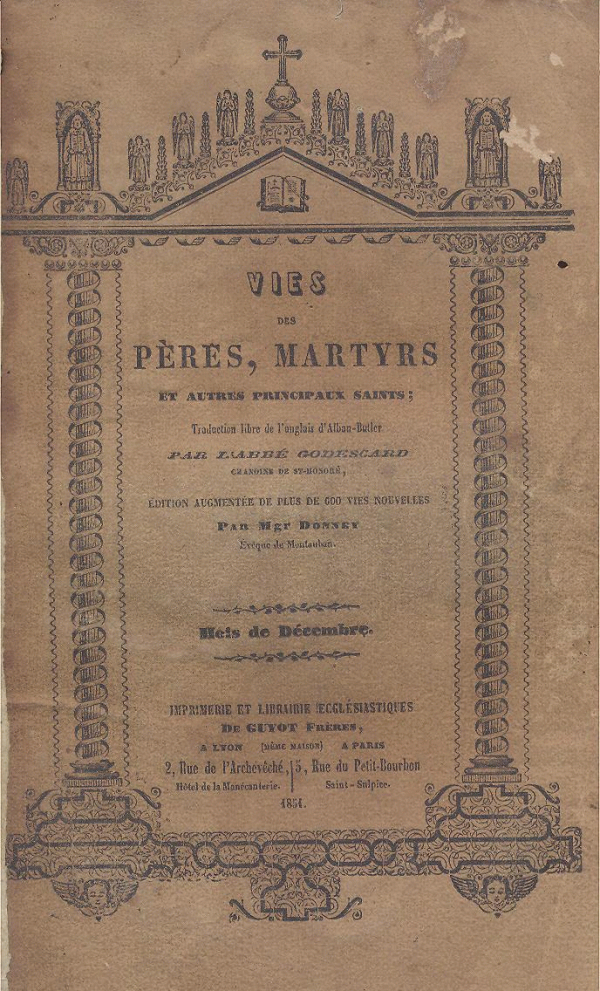 VIES
DES
PÈRES, MARTYRS
ET AUTRES PRINCIPAUX SAINTS;
Traduction libre de l'anglais d'Alban-Butler
PAR L'ABBÉ GODESCARD
CHANOINE DE ST-HONORÉ,
ÉDITION AUGMENTÉE DE PLUS DE 600 VIES NOUVELLES
PAR Mgr DONNEY
Evêque de Montauban.
Mois de Décembre.
IMPRIMERIE ET LIBRAIRIE ECCLÉSIASTIQUES
DE GUYOT FRÈRES,
A LYON (MÊME MAISON) A PARIS
2, Rue de l'Archevêché, 5, Rue du Petit-Bourbon
Hôtel de la Manécanterie. Saint-Sulpice.
1851.